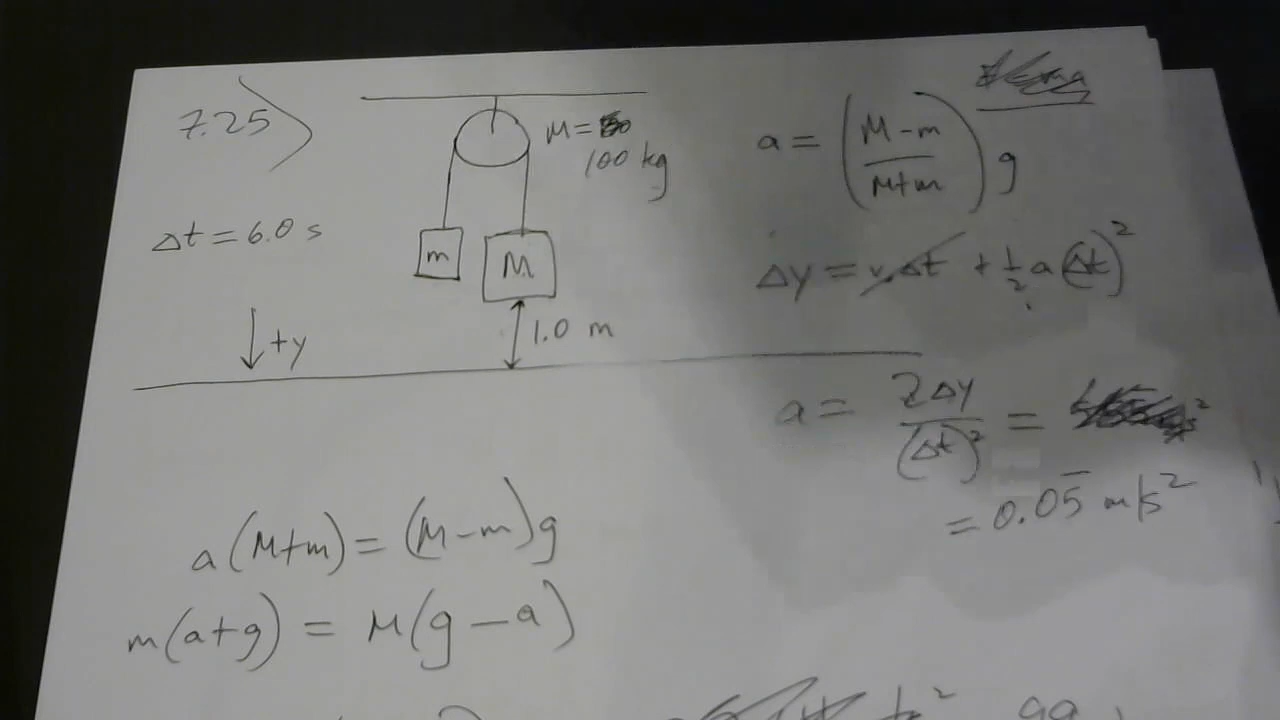 7.25)
M =
100 kg
Δt = 6.0 s
m
M
1.0 m
↓ +y
a = ((M - m)/(M + m)) g
Δy = v₀Δt + ½ a (Δt)²
a = 2Δy/(Δt)² =
= 0.05̅ m/s²
a(M+m) = (M-m)g
m(a+g) = M(g-a)